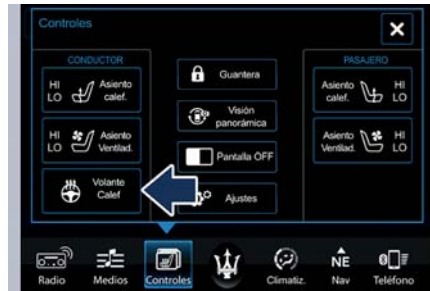 Controles
CONDUCTOR
HI
LO
Asiento
calef.
HI
LO
Asiento
Ventilad.
Volante
Calef
Guantera
Visión
panorámica
Pantalla OFF
Ajustes
PASAJERO
Asiento
calef.
HI
LO
Asiento
Ventilad.
HI
LO
Radio
Medios
Controles
Climatiz.
NE
Nav
Teléfono